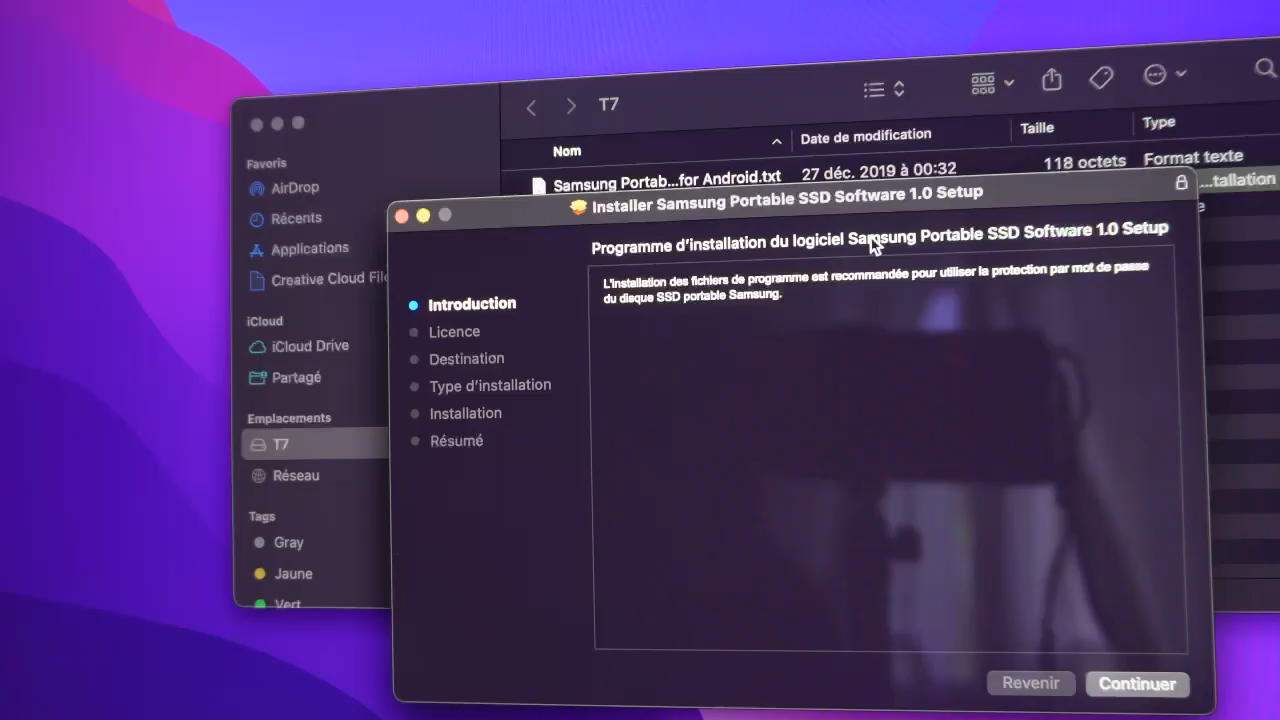 T7
Nom
Date de modification
Taille
Type
Samsung Portab...for Android.txt
27 déc. 2019 à 00:32
118 octets
Format texte
...tallation
Favoris
AirDrop
Récents
Applications
Creative Cloud File
iCloud
iCloud Drive
Partagé
Emplacements
T7
Réseau
Tags
Gray
Jaune
Vert
Installer Samsung Portable SSD Software 1.0 Setup
Programme d'installation du logiciel Samsung Portable SSD Software 1.0 Setup
Introduction
Licence
Destination
Type d'installation
Installation
Résumé
L'installation des fichiers de programme est recommandée pour utiliser la protection par mot de passe
du disque SSD portable Samsung.
Revenir
Continuer